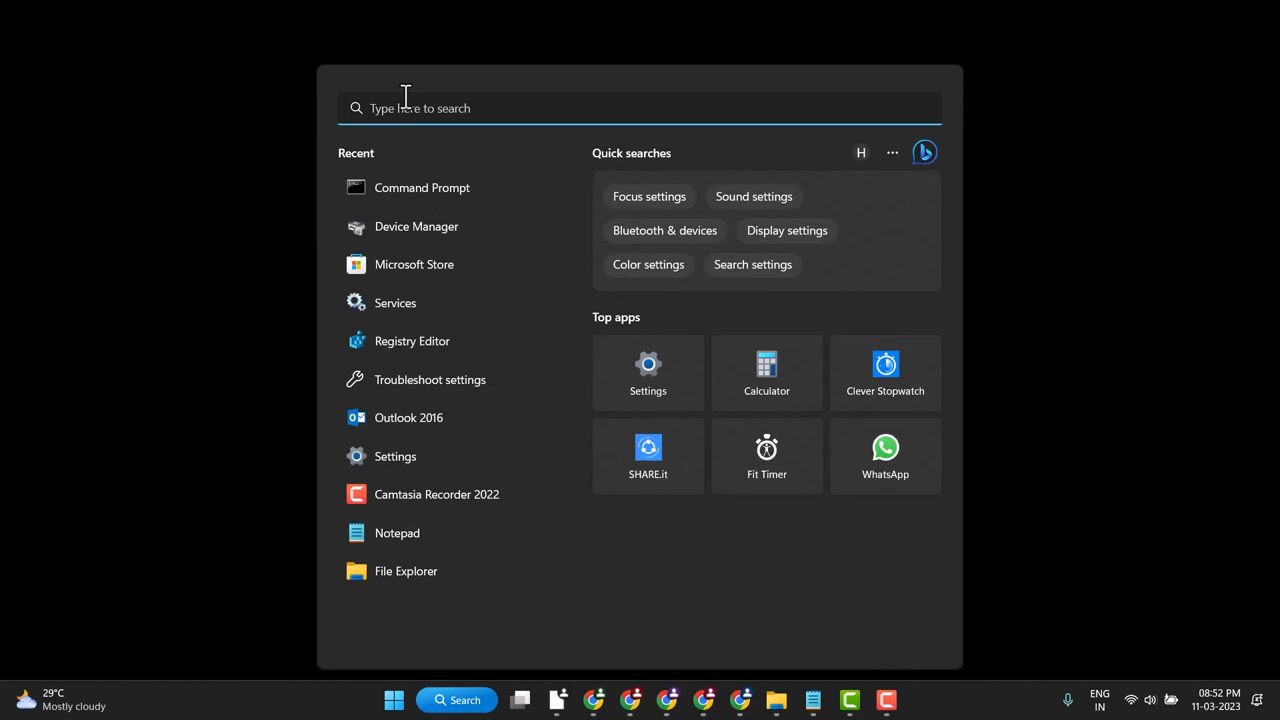 Type here to search
Recent
Quick searches
H
Command Prompt
Device Manager
Microsoft Store
Services
Registry Editor
Troubleshoot settings
Outlook 2016
Settings
Camtasia Recorder 2022
Notepad
File Explorer
Focus settings
Sound settings
Bluetooth & devices
Display settings
Color settings
Search settings
Top apps
Settings
Calculator
Clever Stopwatch
SHARE.it
Fit Timer
WhatsApp
29°C
Mostly cloudy
Search
ENG
IN
08:52 PM
11-03-2023